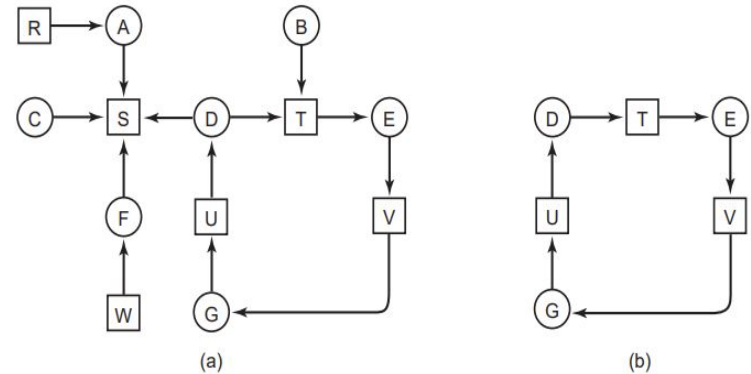 R A B
C S D T E
D T E
F U V
U V
W G
G
(a) (b)